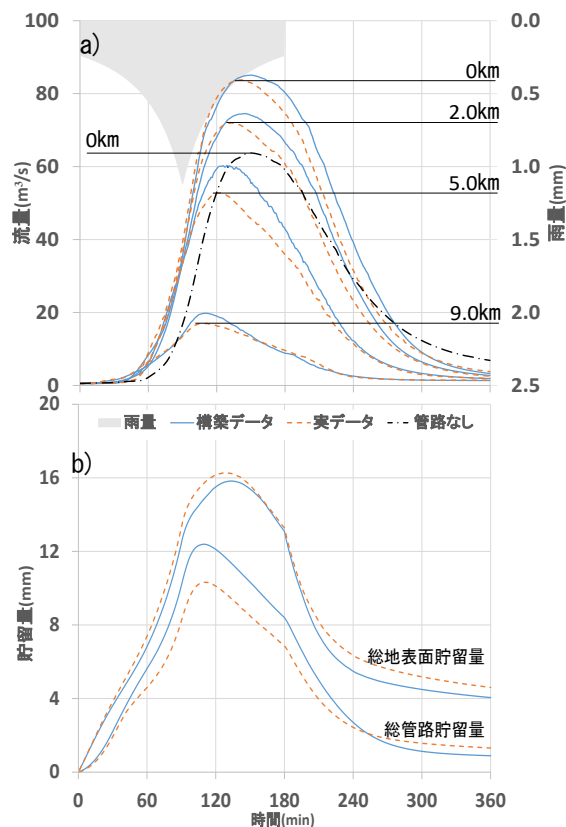 a)
100
80
60
40
20
0
流量(m³/s)
0.0
0.5
1.0
1.5
2.0
2.5
雨量(mm)
0km
2.0km
0km
5.0km
9.0km
雨量 構築データ 実データ 管路なし
b)
20
16
12
8
4
0
貯留量(mm)
総地表面貯留量
総管路貯留量
0 60 120 180 240 300 360
時間(min)